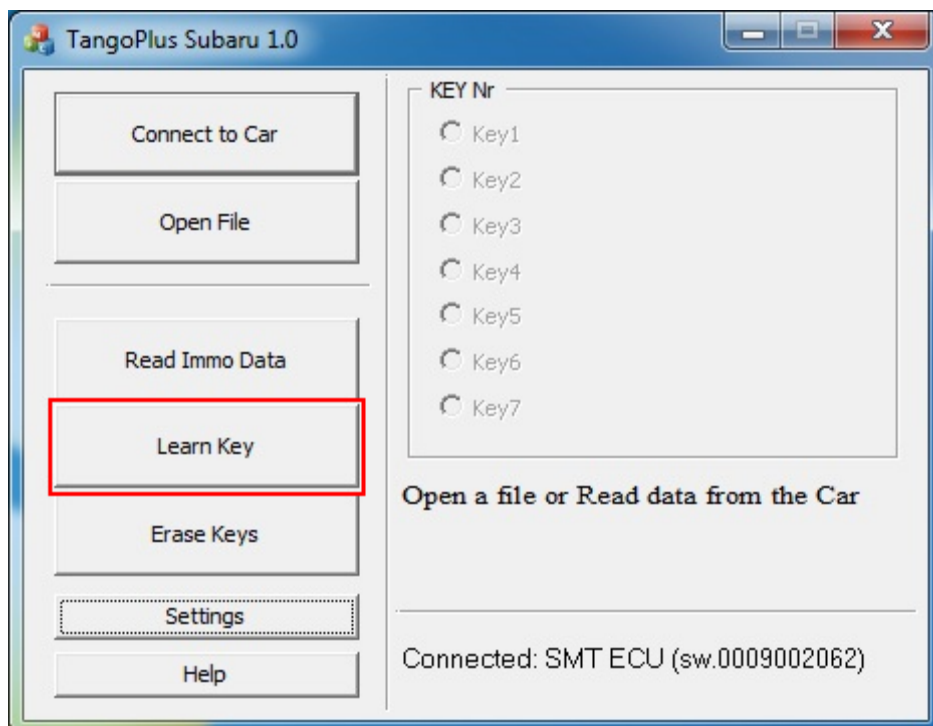 TangoPlus Subaru 1.0
Connect to Car
Open File
Read Immo Data
Learn Key
Erase Keys
Settings
Help
KEY Nr
Key1
Key2
Key3
Key4
Key5
Key6
Key7
Open a file or Read data from the Car
Connected: SMT ECU (sw.0009002062)